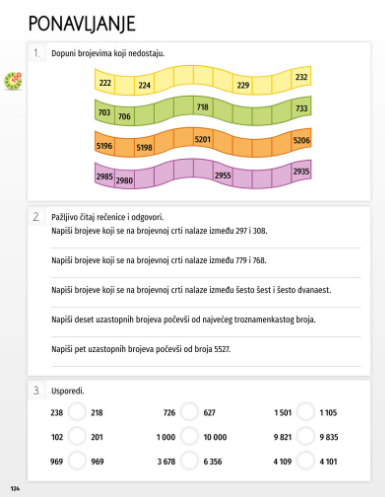 PONAVLJANJE
1. Dopuni brojevima koji nedostaju.
222 224 229 232
703 706 718 733
5196 5198 5201 5206
2985 2980 2955 2935
2. Pažljivo čitaj rečenice i odgovori.
Napiši brojeve koji se na brojevnoj crti nalaze između 297 i 308.
Napiši brojeve koji se na brojevnoj crti nalaze između 779 i 768.
Napiši brojeve koji se na brojevnoj crti nalaze između šesto šest i šesto dvanaest.
Napiši deset uzastopnih brojeva počevši od najvećeg troznamenkastog broja.
Napiši pet uzastopnih brojeva počevši od broja 5527.
3. Usporedi.
238 218 726 627 1 501 1 105
102 201 1 000 10 000 9 821 9 835
969 969 3 678 6 356 4 109 4 101
124